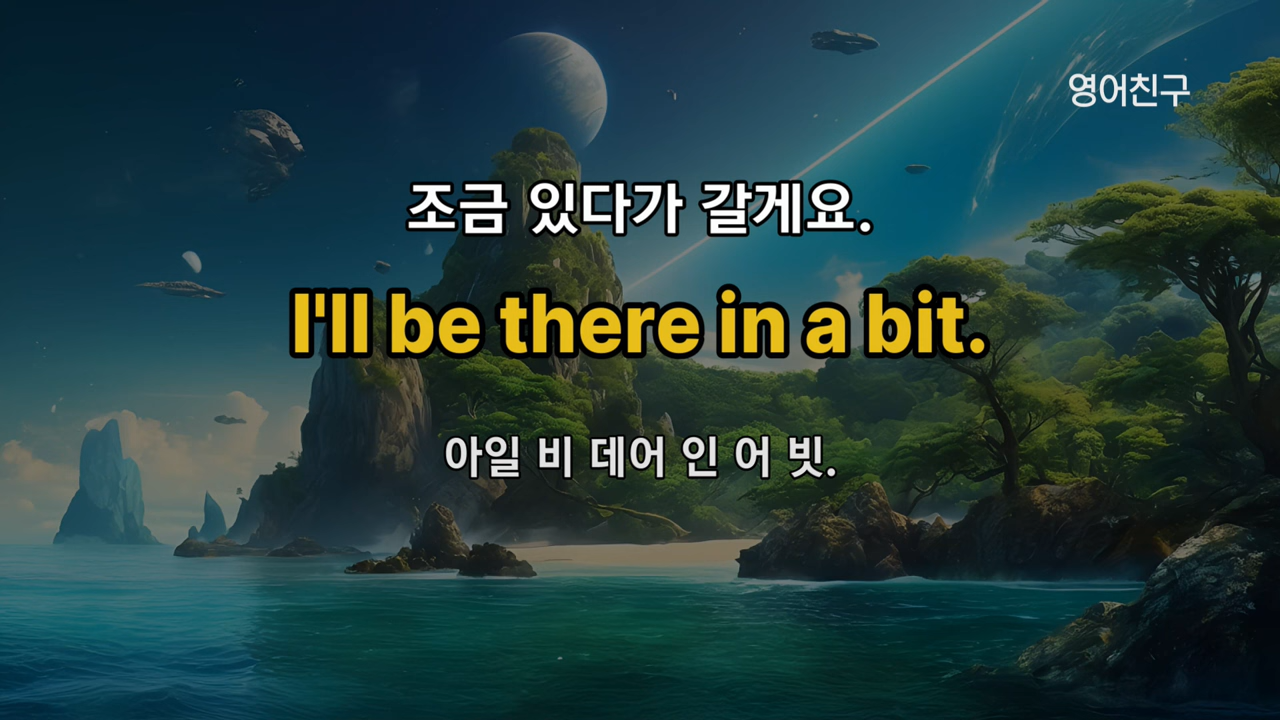 영어친구
조금 있다가 갈게요.
I'll be there in a bit.
아일 비 데어 인 어 빗.